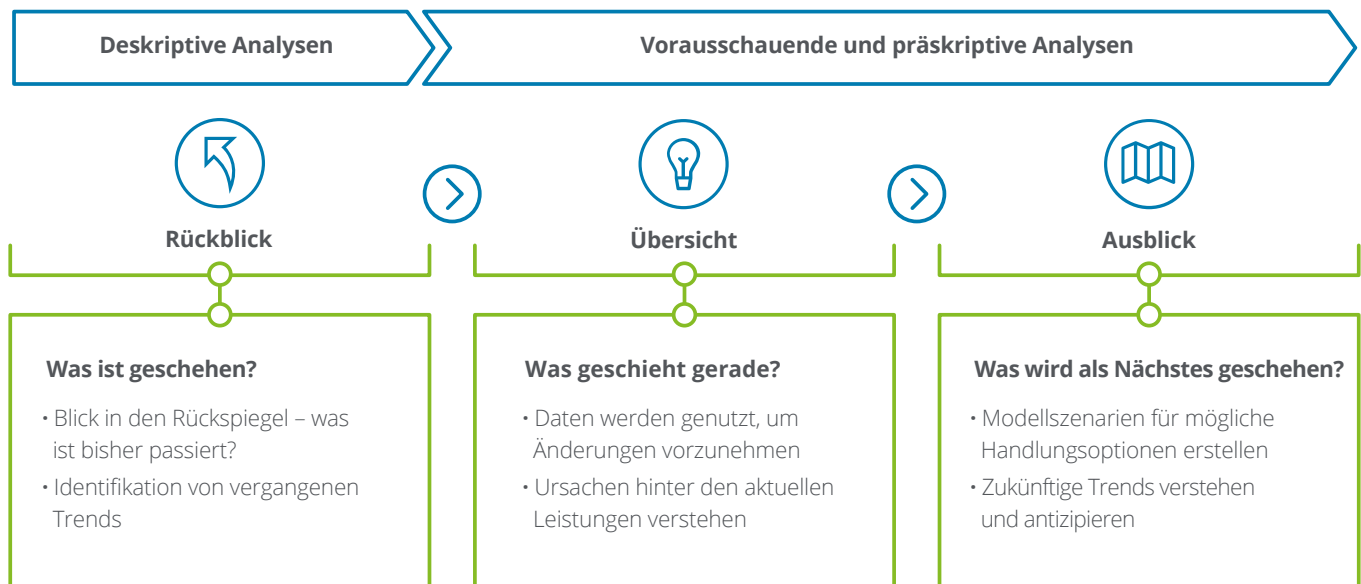 Deskriptive Analysen
Vorausschauende und präskriptive Analysen
Rückblick
Übersicht
Ausblick
Was ist geschehen?
• Blick in den Rückspiegel – was
ist bisher passiert?
• Identifikation von vergangenen
Trends
Was geschieht gerade?
• Daten werden genutzt, um
Änderungen vorzunehmen
• Ursachen hinter den aktuellen
Leistungen verstehen
Was wird als Nächstes geschehen?
• Modellszenarien für mögliche
Handlungsoptionen erstellen
• Zukünftige Trends verstehen
und antizipieren